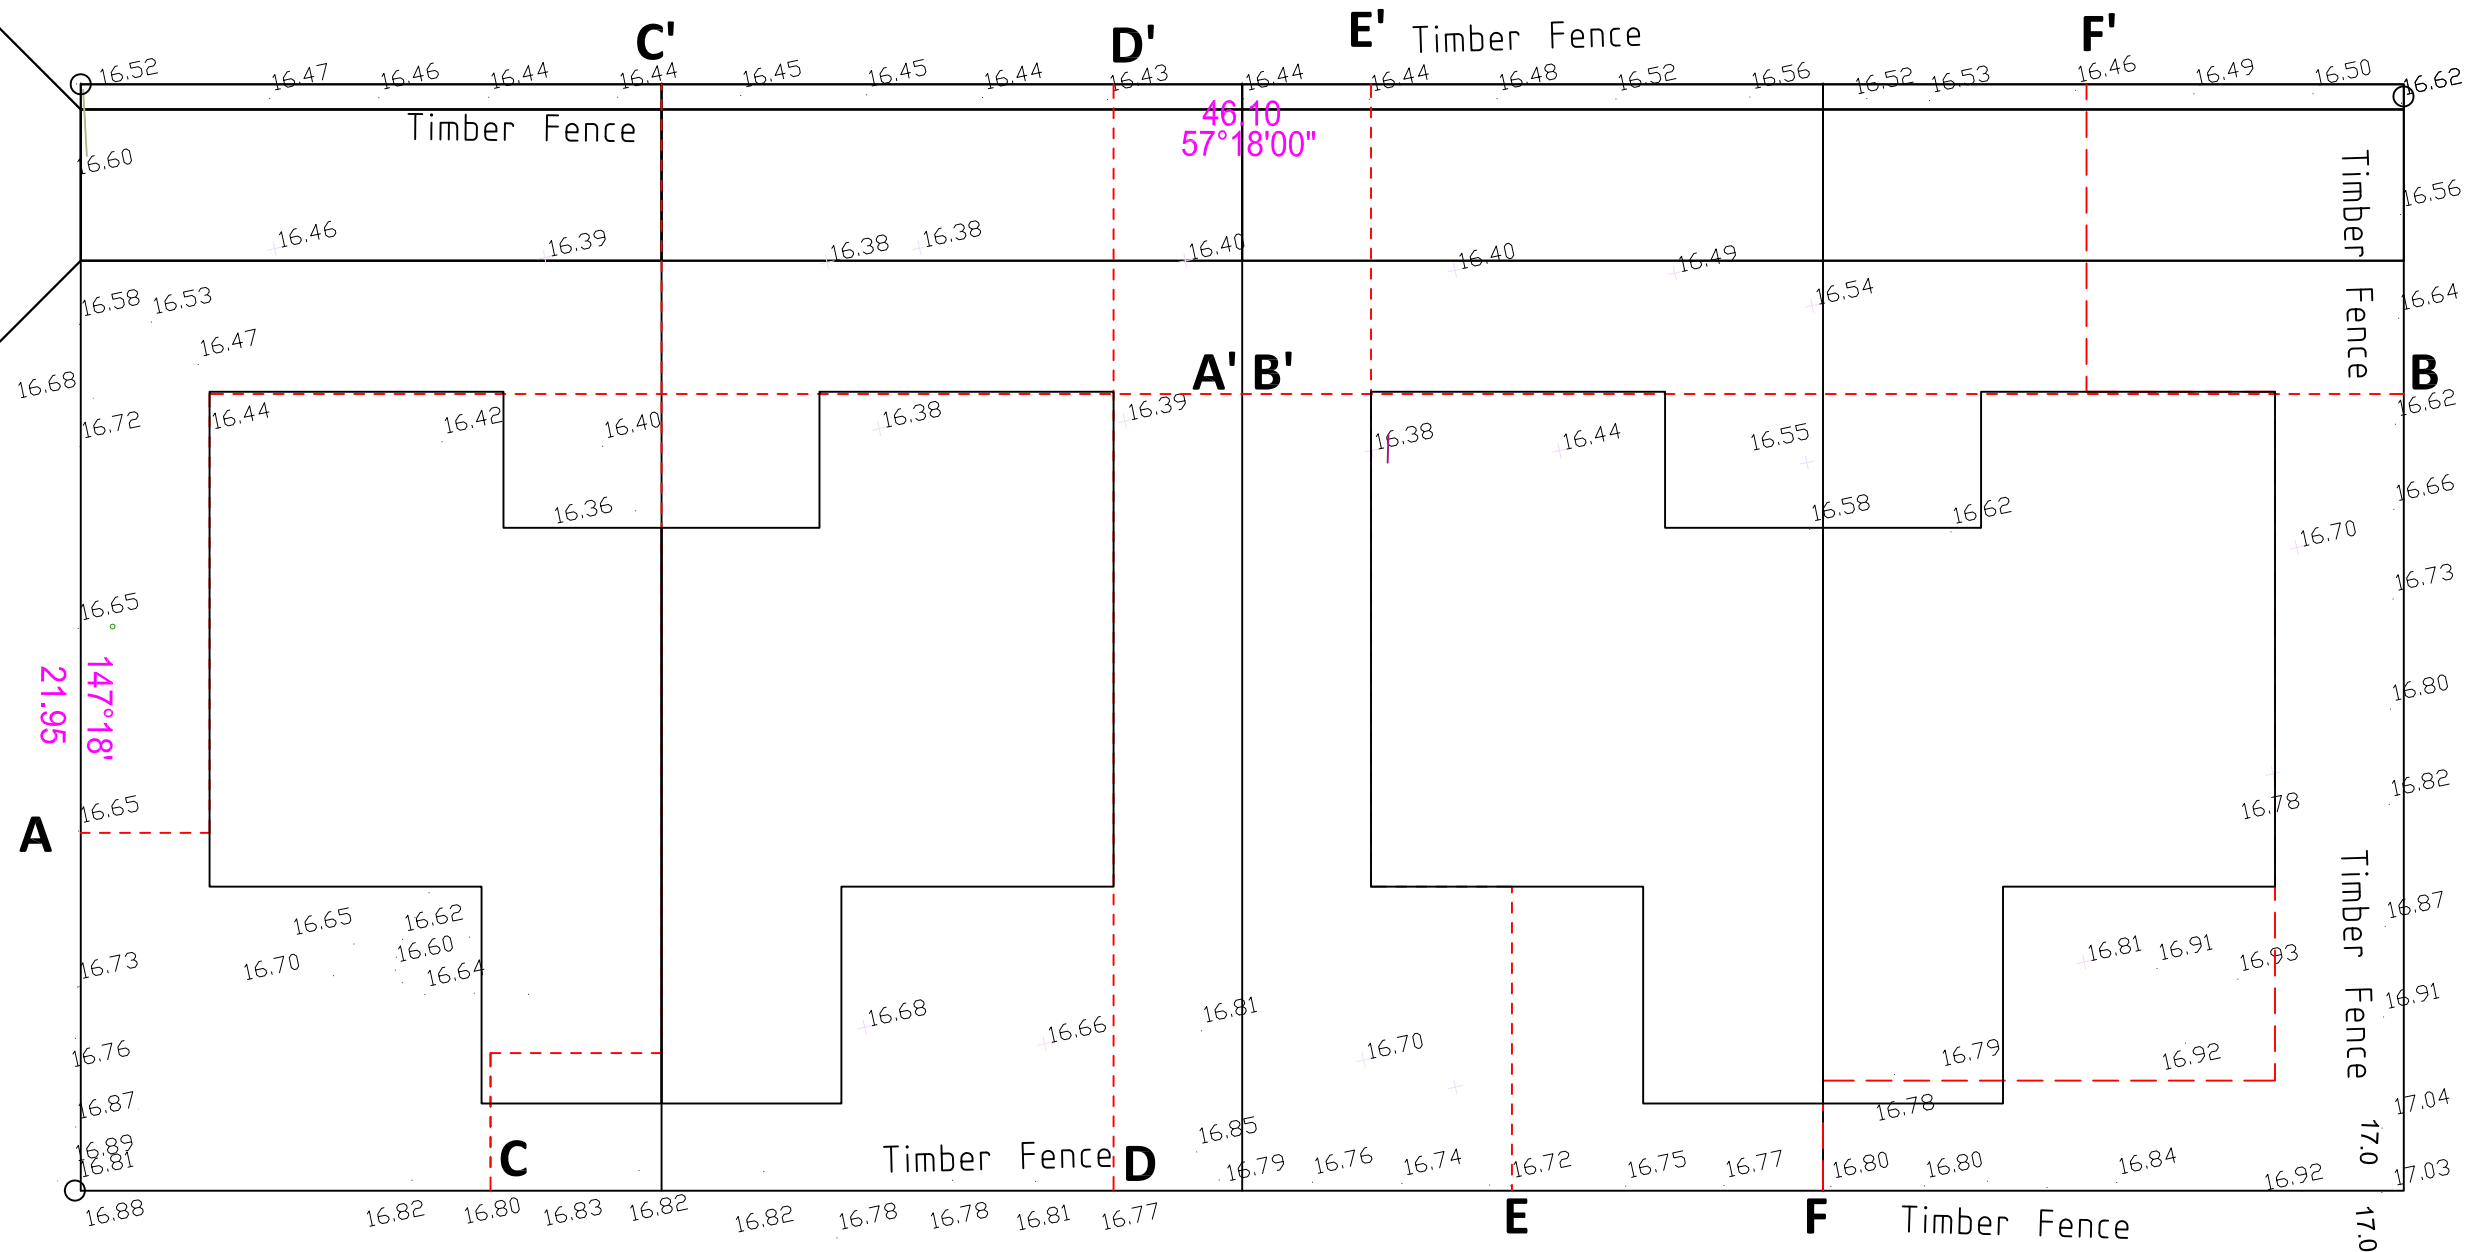 C' D' E' Timber Fence F'
16.52 16.47 16.46 16.44 16.44 16.45 16.45 16.44 16.43 16.44 16.44 16.48 16.52 16.56 16.52 16.53 16.46 16.49 16.50 16.62
Timber Fence 46.10
57°18'00"
16.60 Timber Fence 16.56
16.46 16.39 16.38 16.38 16.40 16.40 16.49 16.54
16.58 16.53 16.64
16.47
16.68 A' B' B
16.72 16.44 16.42 16.40 16.38 16.39 16.38 16.44 16.55 16.62
16.36 16.58 16.62 16.66
16.70
16.65 16.73
147°18'
21.95
16.80
16.65 16.78 16.82
A
Timber Fence
16.65 16.62 16.87
16.60 16.81 16.91 16.93
16.73 16.70 16.64
16.68 16.66 16.81 16.70 16.91
16.76 16.79 16.92
16.87 16.78 17.04
16.89 16.85 17.0
16.81 C Timber Fence D 16.79 16.76 16.74 16.72 16.75 16.77 16.80 16.80 16.84 16.92 17.03
16.88 16.82 16.80 16.83 16.82 16.82 16.78 16.78 16.81 16.77 E F Timber Fence 17.0